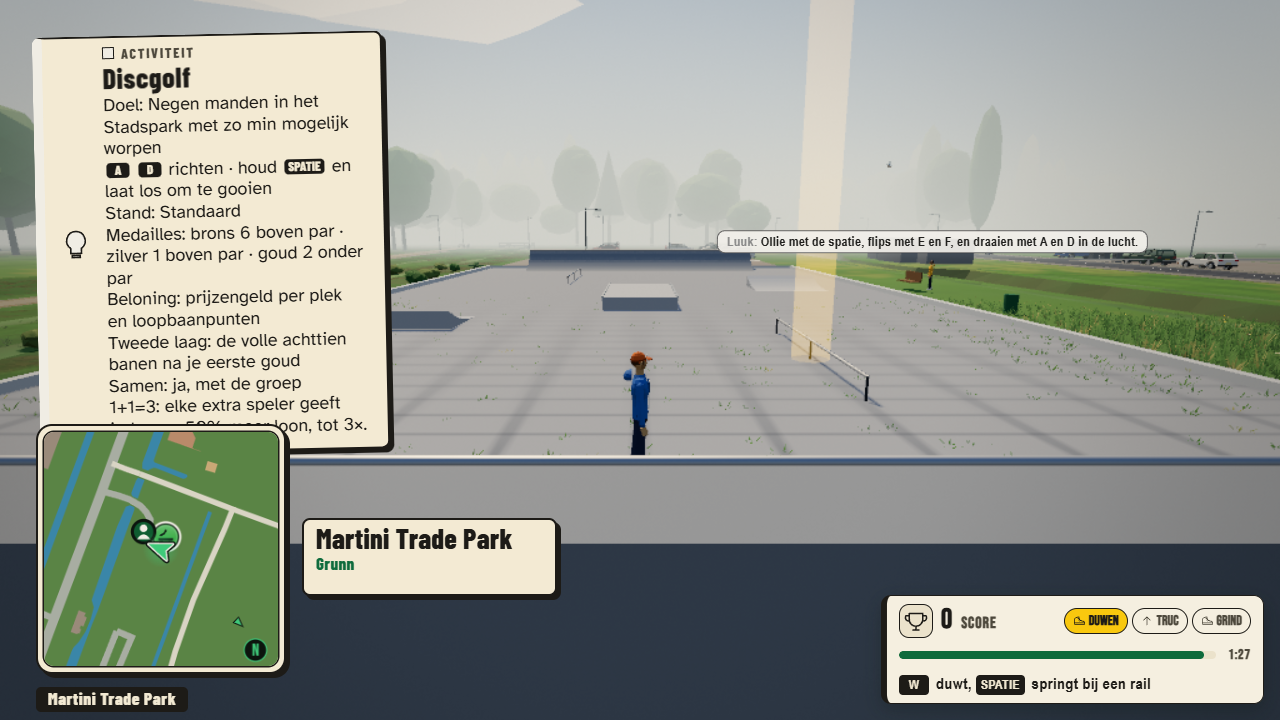 ACTIVITEIT
Discgolf
Doel: Negen manden in het
Stadspark met zo min mogelijk
worpen
A D richten · houd SPATIE en
laat los om te gooien
Stand: Standaard
Medailles: brons 6 boven par ·
zilver 1 boven par · goud 2 onder
par
Beloning: prijzengeld per plek
en loopbaanpunten
Tweede laag: de volle achttien
banen na je eerste goud
Samen: ja, met de groep
1+1=3: elke extra speler geeft
loon, tot 3×.
Luuk: Ollie met de spatie, flips met E en F, en draaien met A en D in de lucht.
Martini Trade Park
Grunn
N
Martini Trade Park
0 SCORE
DUWEN
TRUC
GRIND
1:27
W duwt, SPATIE springt bij een rail